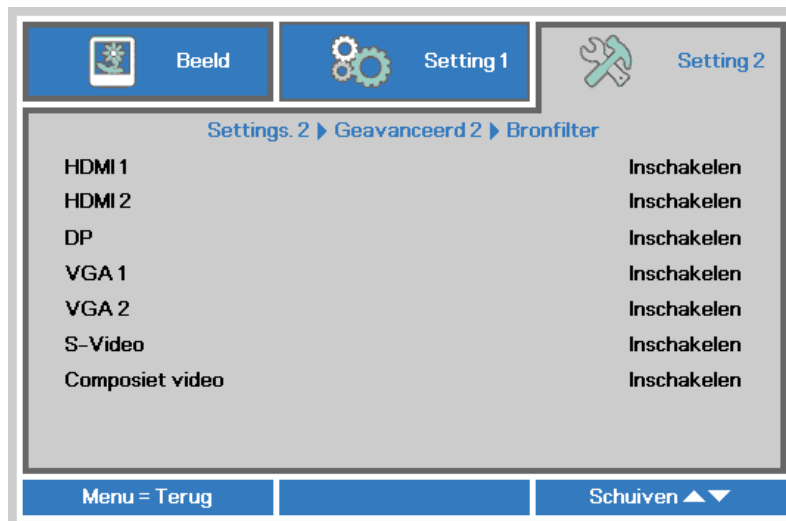 Beeld Setting 1 Setting 2
Settings. 2 ▶ Geavanceerd 2 ▶ Bronfilter
HDMI 1 Inschakelen
HDMI 2 Inschakelen
DP Inschakelen
VGA 1 Inschakelen
VGA 2 Inschakelen
S-Video Inschakelen
Composiet video Inschakelen
Menu = Terug Schuiven ▲▼